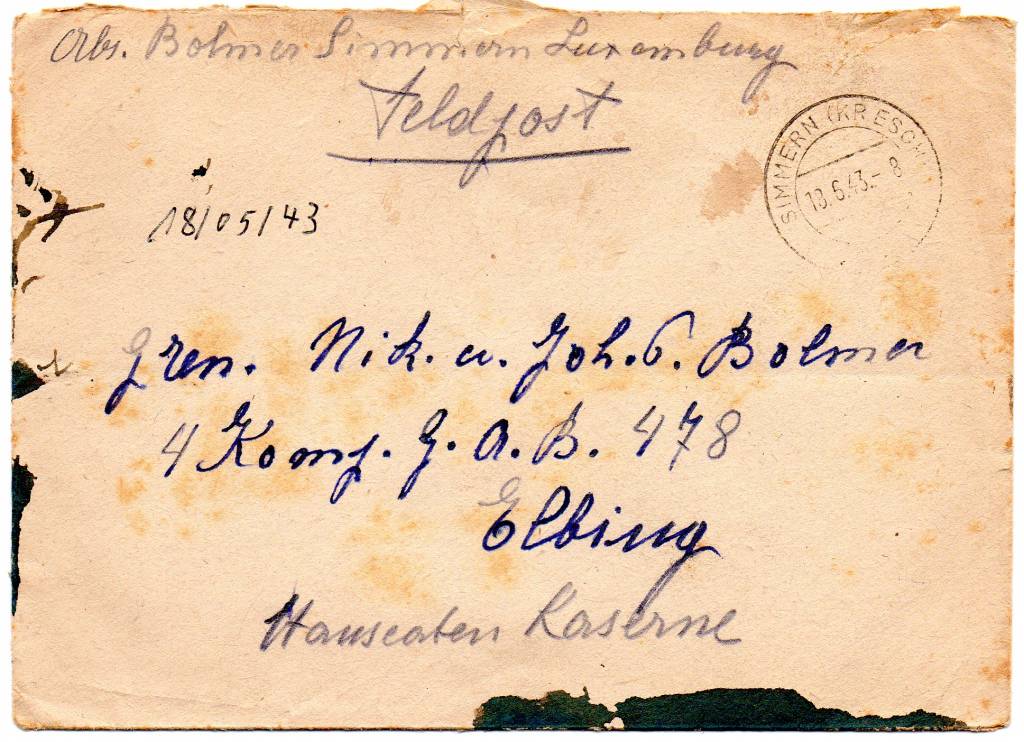 Abs. Bolmer Simmern Luxemburg
Feldpost
SIMMERN (KR ESCH)
18.6.43.- 8
18/05/43
Gren. Nik. u. Joh. P. Bolmer
4 Komp. G. A. B. 478
Elbing
Hanseaten Kaserne